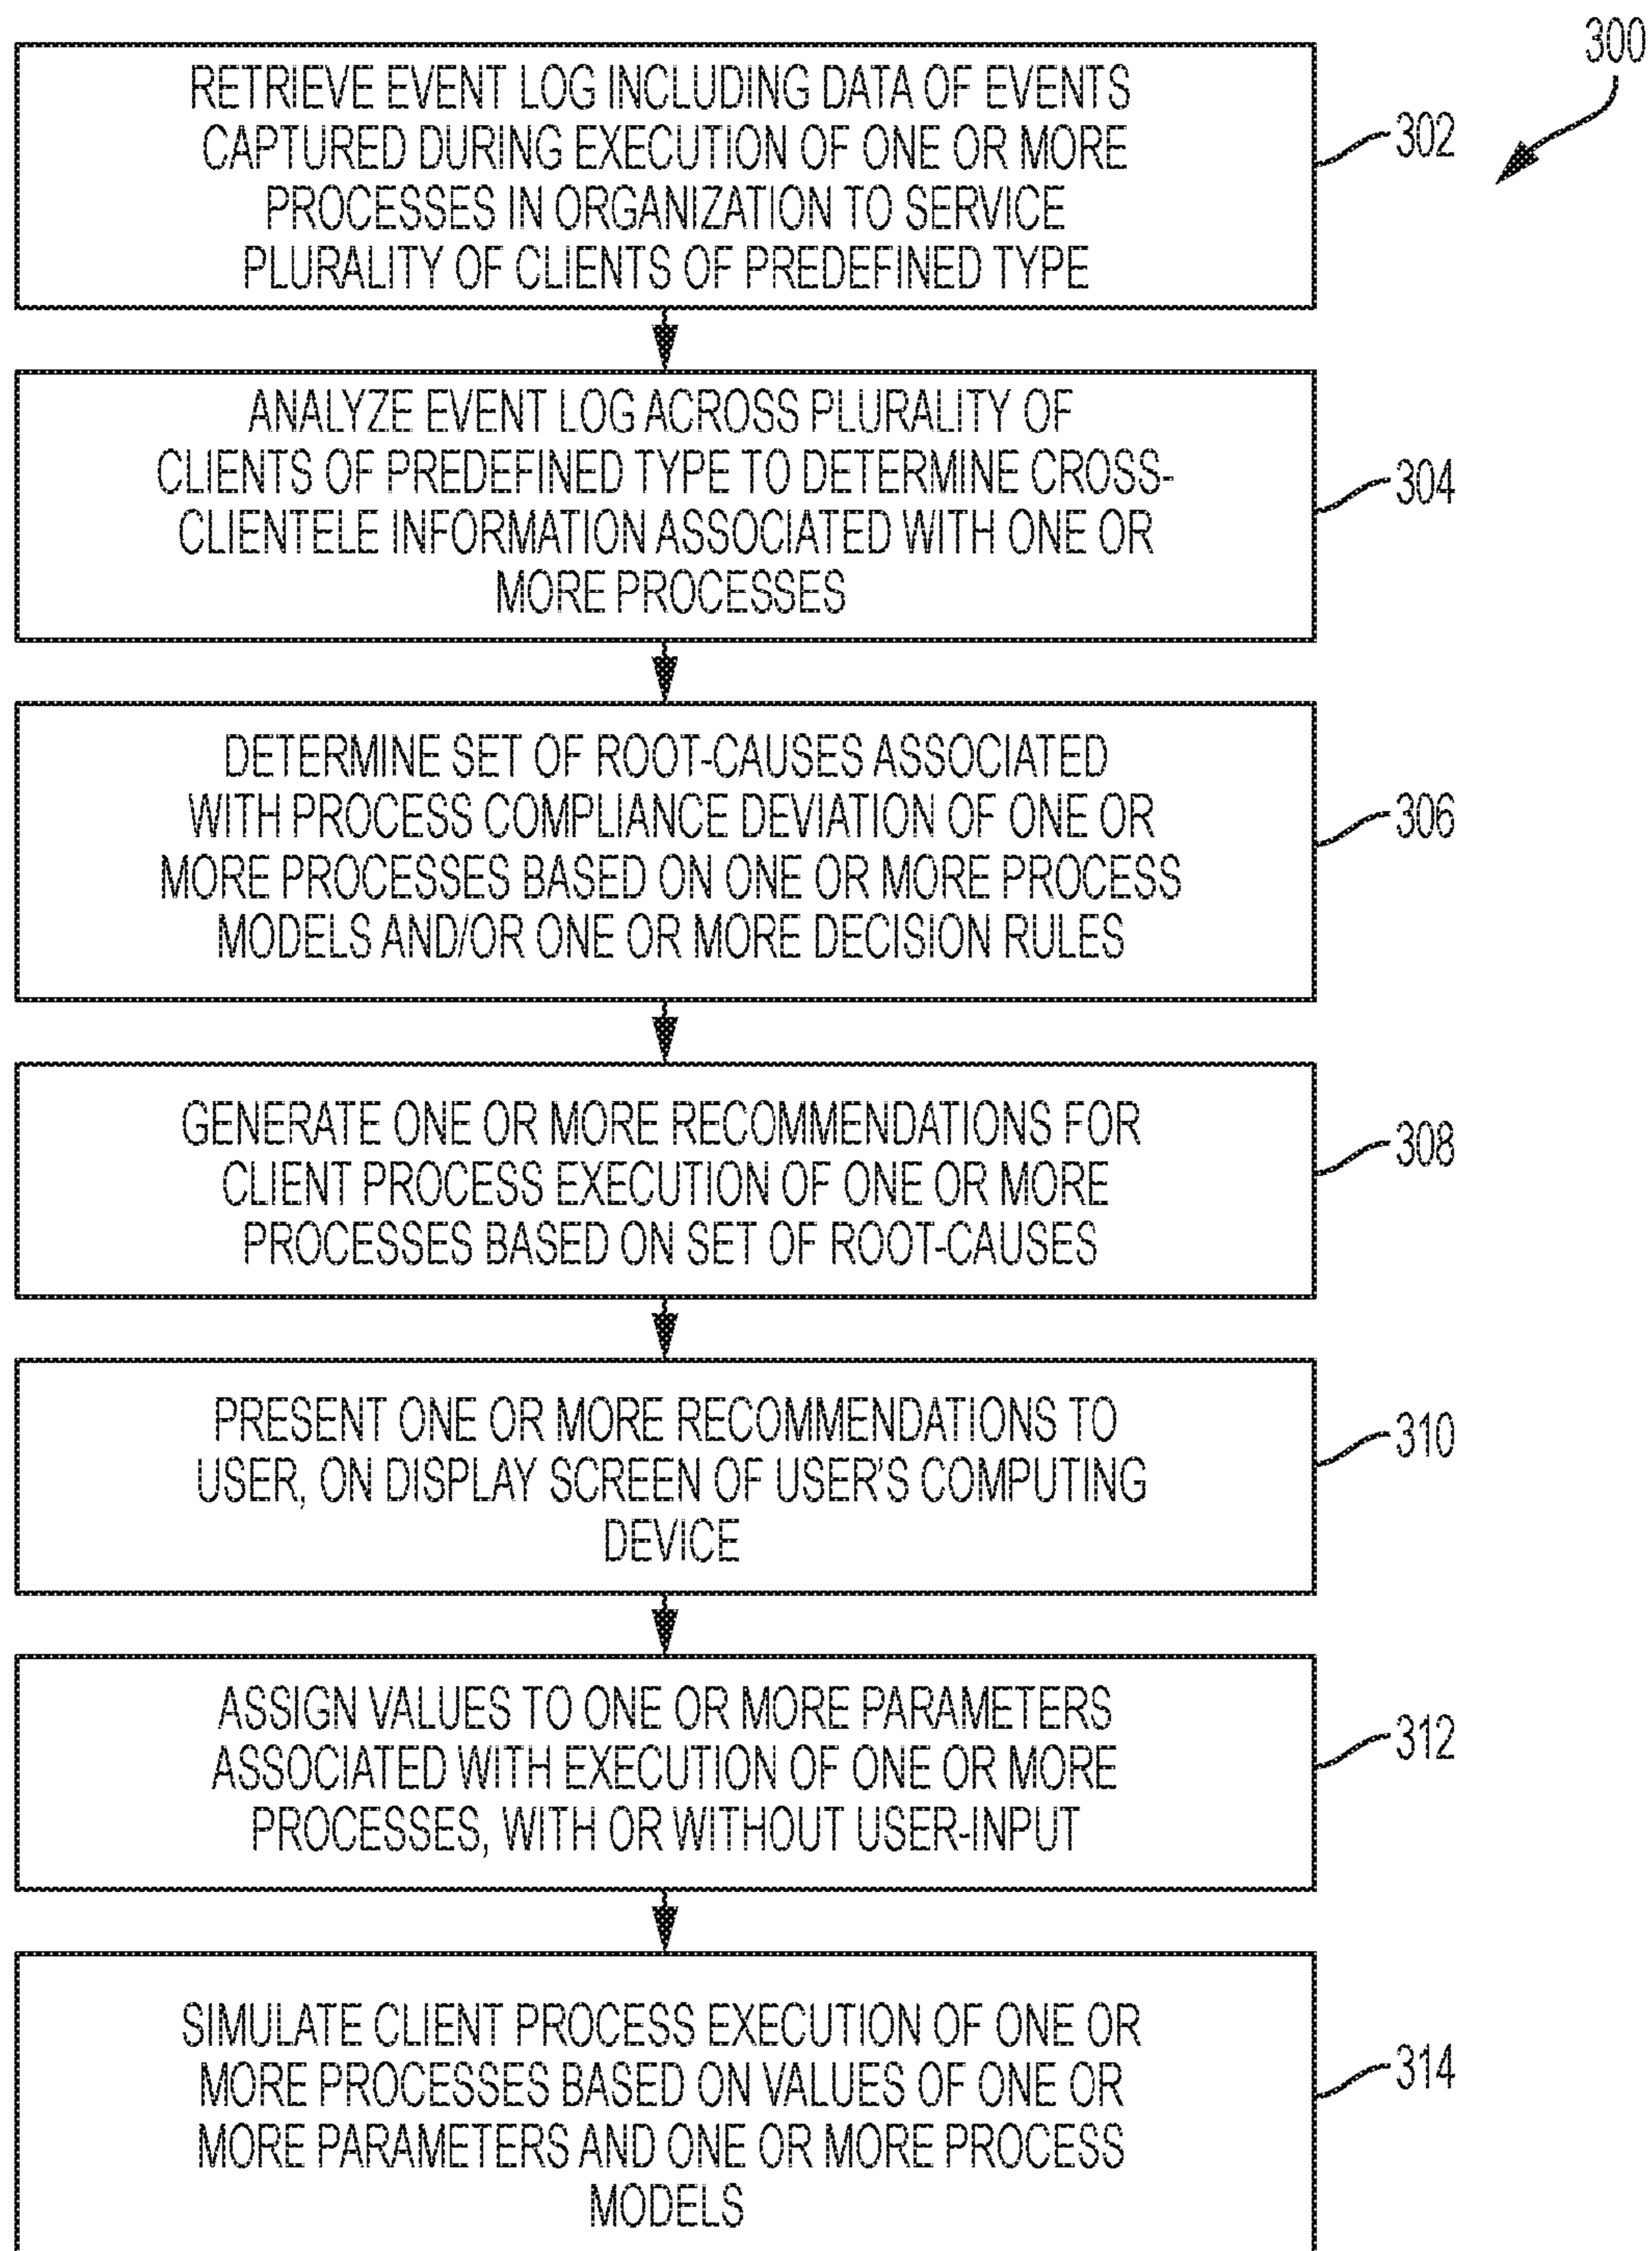 300
RETRIEVE EVENT LOG INCLUDING DATA OF EVENTS
CAPTURED DURING EXECUTION OF ONE OR MORE
PROCESSES IN ORGANIZATION TO SERVICE
PLURALITY OF CLIENTS OF PREDEFINED TYPE
302
ANALYZE EVENT LOG ACROSS PLURALITY OF
CLIENTS OF PREDEFINED TYPE TO DETERMINE CROSS-
CLIENTELE INFORMATION ASSOCIATED WITH ONE OR
MORE PROCESSES
304
DETERMINE SET OF ROOT-CAUSES ASSOCIATED
WITH PROCESS COMPLIANCE DEVIATION OF ONE OR
MORE PROCESSES BASED ON ONE OR MORE PROCESS
MODELS AND/OR ONE OR MORE DECISION RULES
306
GENERATE ONE OR MORE RECOMMENDATIONS FOR
CLIENT PROCESS EXECUTION OF ONE OR MORE
PROCESSES BASED ON SET OF ROOT-CAUSES
308
PRESENT ONE OR MORE RECOMMENDATIONS TO
USER, ON DISPLAY SCREEN OF USER'S COMPUTING
DEVICE
310
ASSIGN VALUES TO ONE OR MORE PARAMETERS
ASSOCIATED WITH EXECUTION OF ONE OR MORE
PROCESSES, WITH OR WITHOUT USER-INPUT
312
SIMULATE CLIENT PROCESS EXECUTION OF ONE OR
MORE PROCESSES BASED ON VALUES OF ONE OR
MORE PARAMETERS AND ONE OR MORE PROCESS
MODELS
314